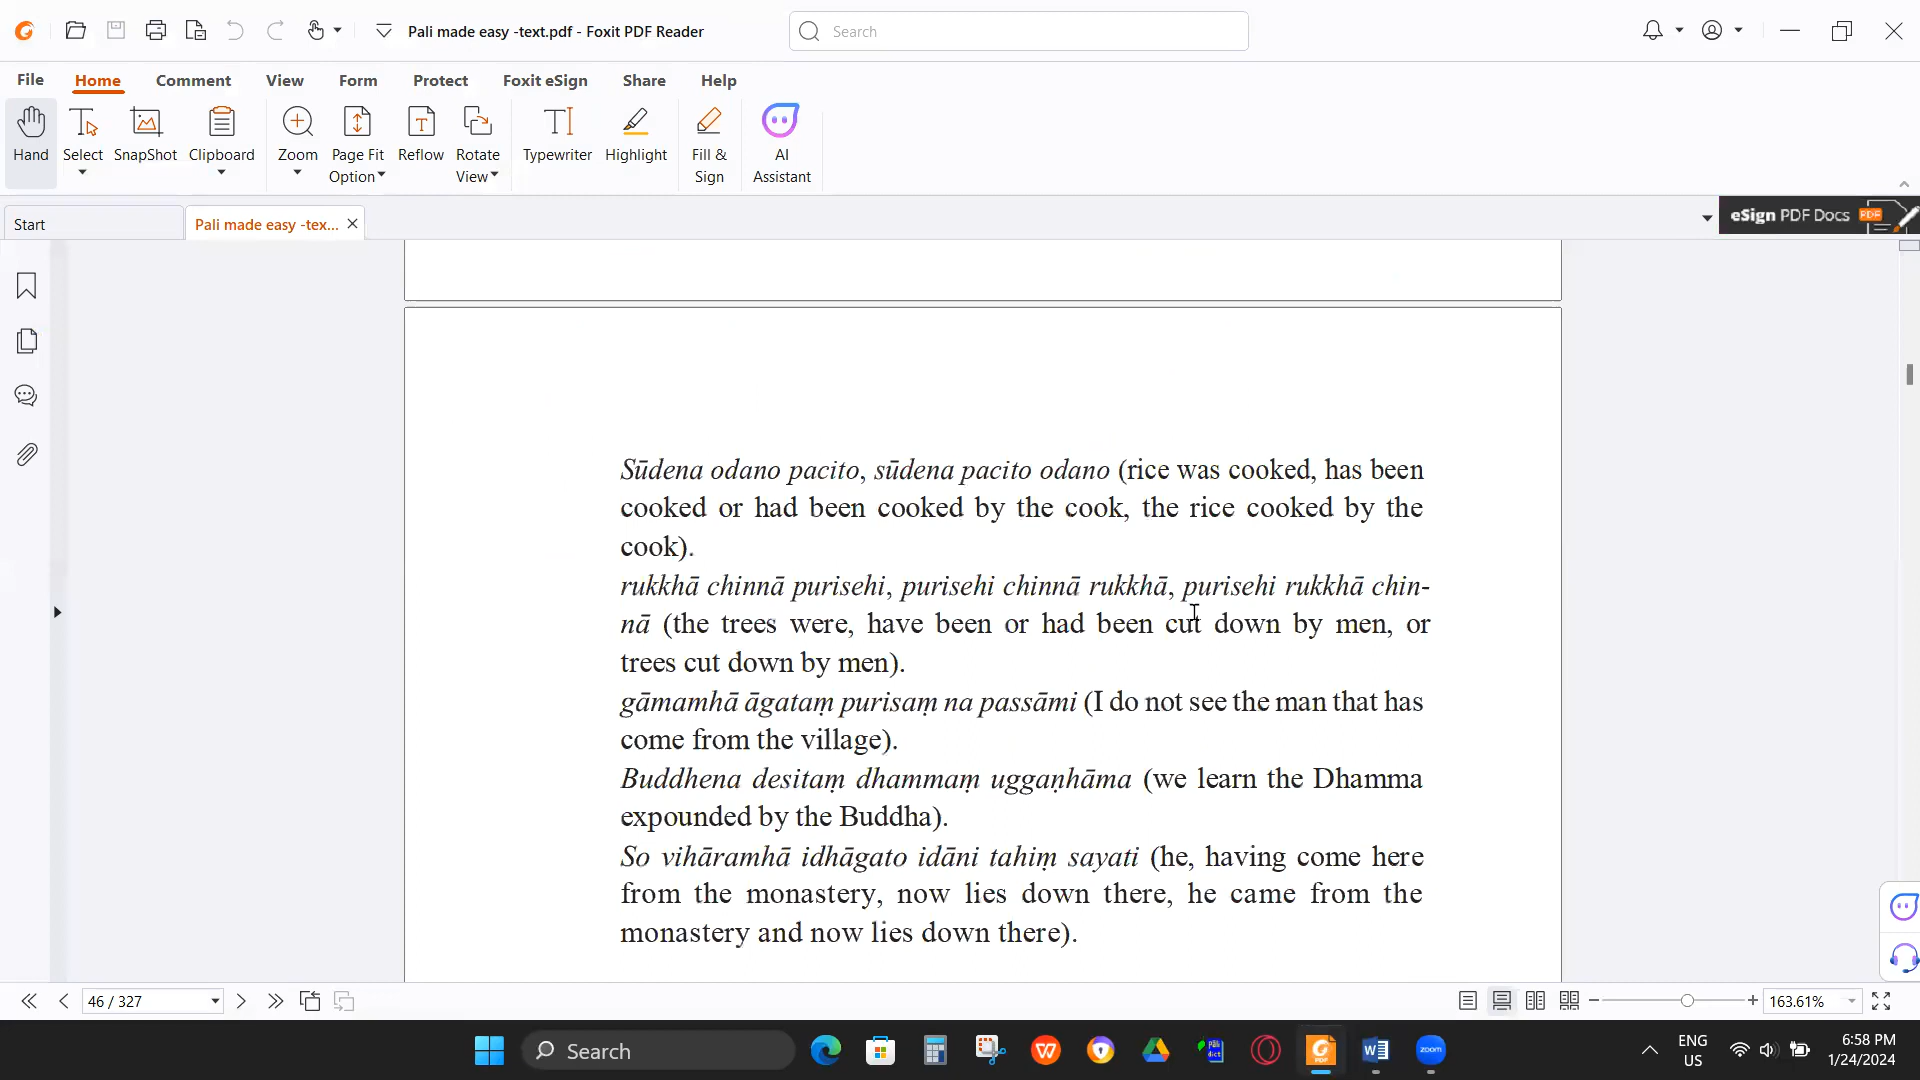 Pali made easy -text.pdf - Foxit PDF Reader
Search
File Home Comment View Form Protect Foxit eSign Share Help
Hand Select SnapShot Clipboard Zoom Page Fit Option Reflow Rotate View Typewriter Highlight Fill & Sign AI Assistant
Start
Pali made easy -tex...
eSign PDF Docs PDF
Sūdena odano pacito, sūdena pacito odano (rice was cooked, has been
cooked or had been cooked by the cook, the rice cooked by the
cook).
rukkhā chinnā purisehi, purisehi chinnā rukkhā, purisehi rukkhā chin-
nā (the trees were, have been or had been cut down by men, or
trees cut down by men).
gāmamhā āgataṃ purisaṃ na passāmi (I do not see the man that has
come from the village).
Buddhena desitaṃ dhammaṃ uggaṇhāma (we learn the Dhamma
expounded by the Buddha).
So vihāramhā idhāgato idāni tahiṃ sayati (he, having come here
from the monastery, now lies down there, he came from the
monastery and now lies down there).
46 / 327
163.61%
Search
zoom
ENG
US
6:58 PM
1/24/2024